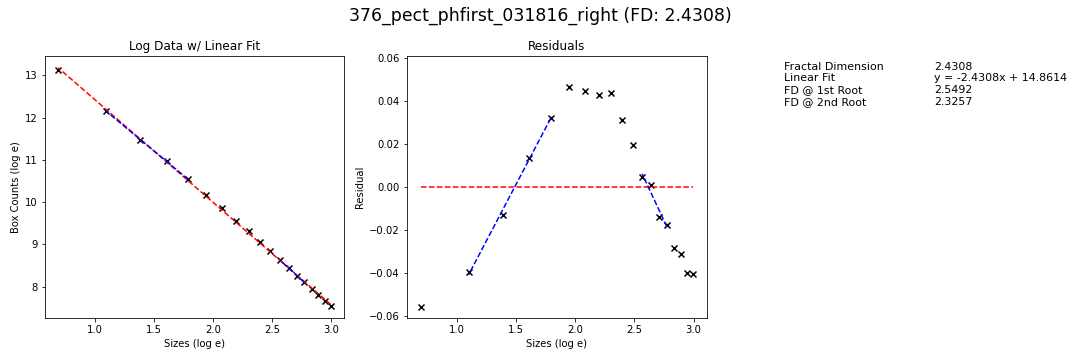 376_pect_phfirst_031816_right (FD: 2.4308)
Log Data w/ Linear Fit
Box Counts (log e)
13
12
11
10
9
8
1.0 1.5 2.0 2.5 3.0
Sizes (log e)
Residuals
Residual
0.06
0.04
0.02
0.00
−0.02
−0.04
−0.06
1.0 1.5 2.0 2.5 3.0
Sizes (log e)
Fractal Dimension 2.4308
Linear Fit y = -2.4308x + 14.8614
FD @ 1st Root 2.5492
FD @ 2nd Root 2.3257